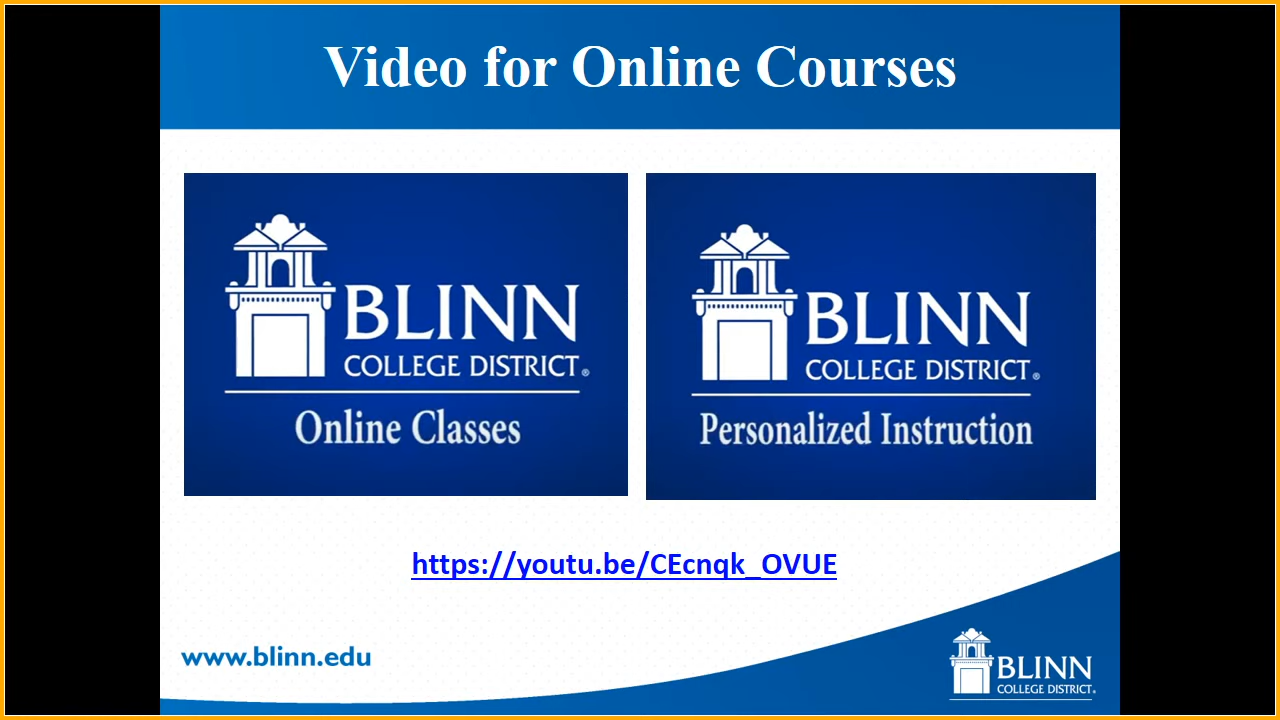 Video for Online Courses
BLINN
COLLEGE DISTRICT®
Online Classes
BLINN
COLLEGE DISTRICT®
Personalized Instruction
https://youtu.be/CEcnqk_OVUE
www.blinn.edu
BLINN
COLLEGE DISTRICT®